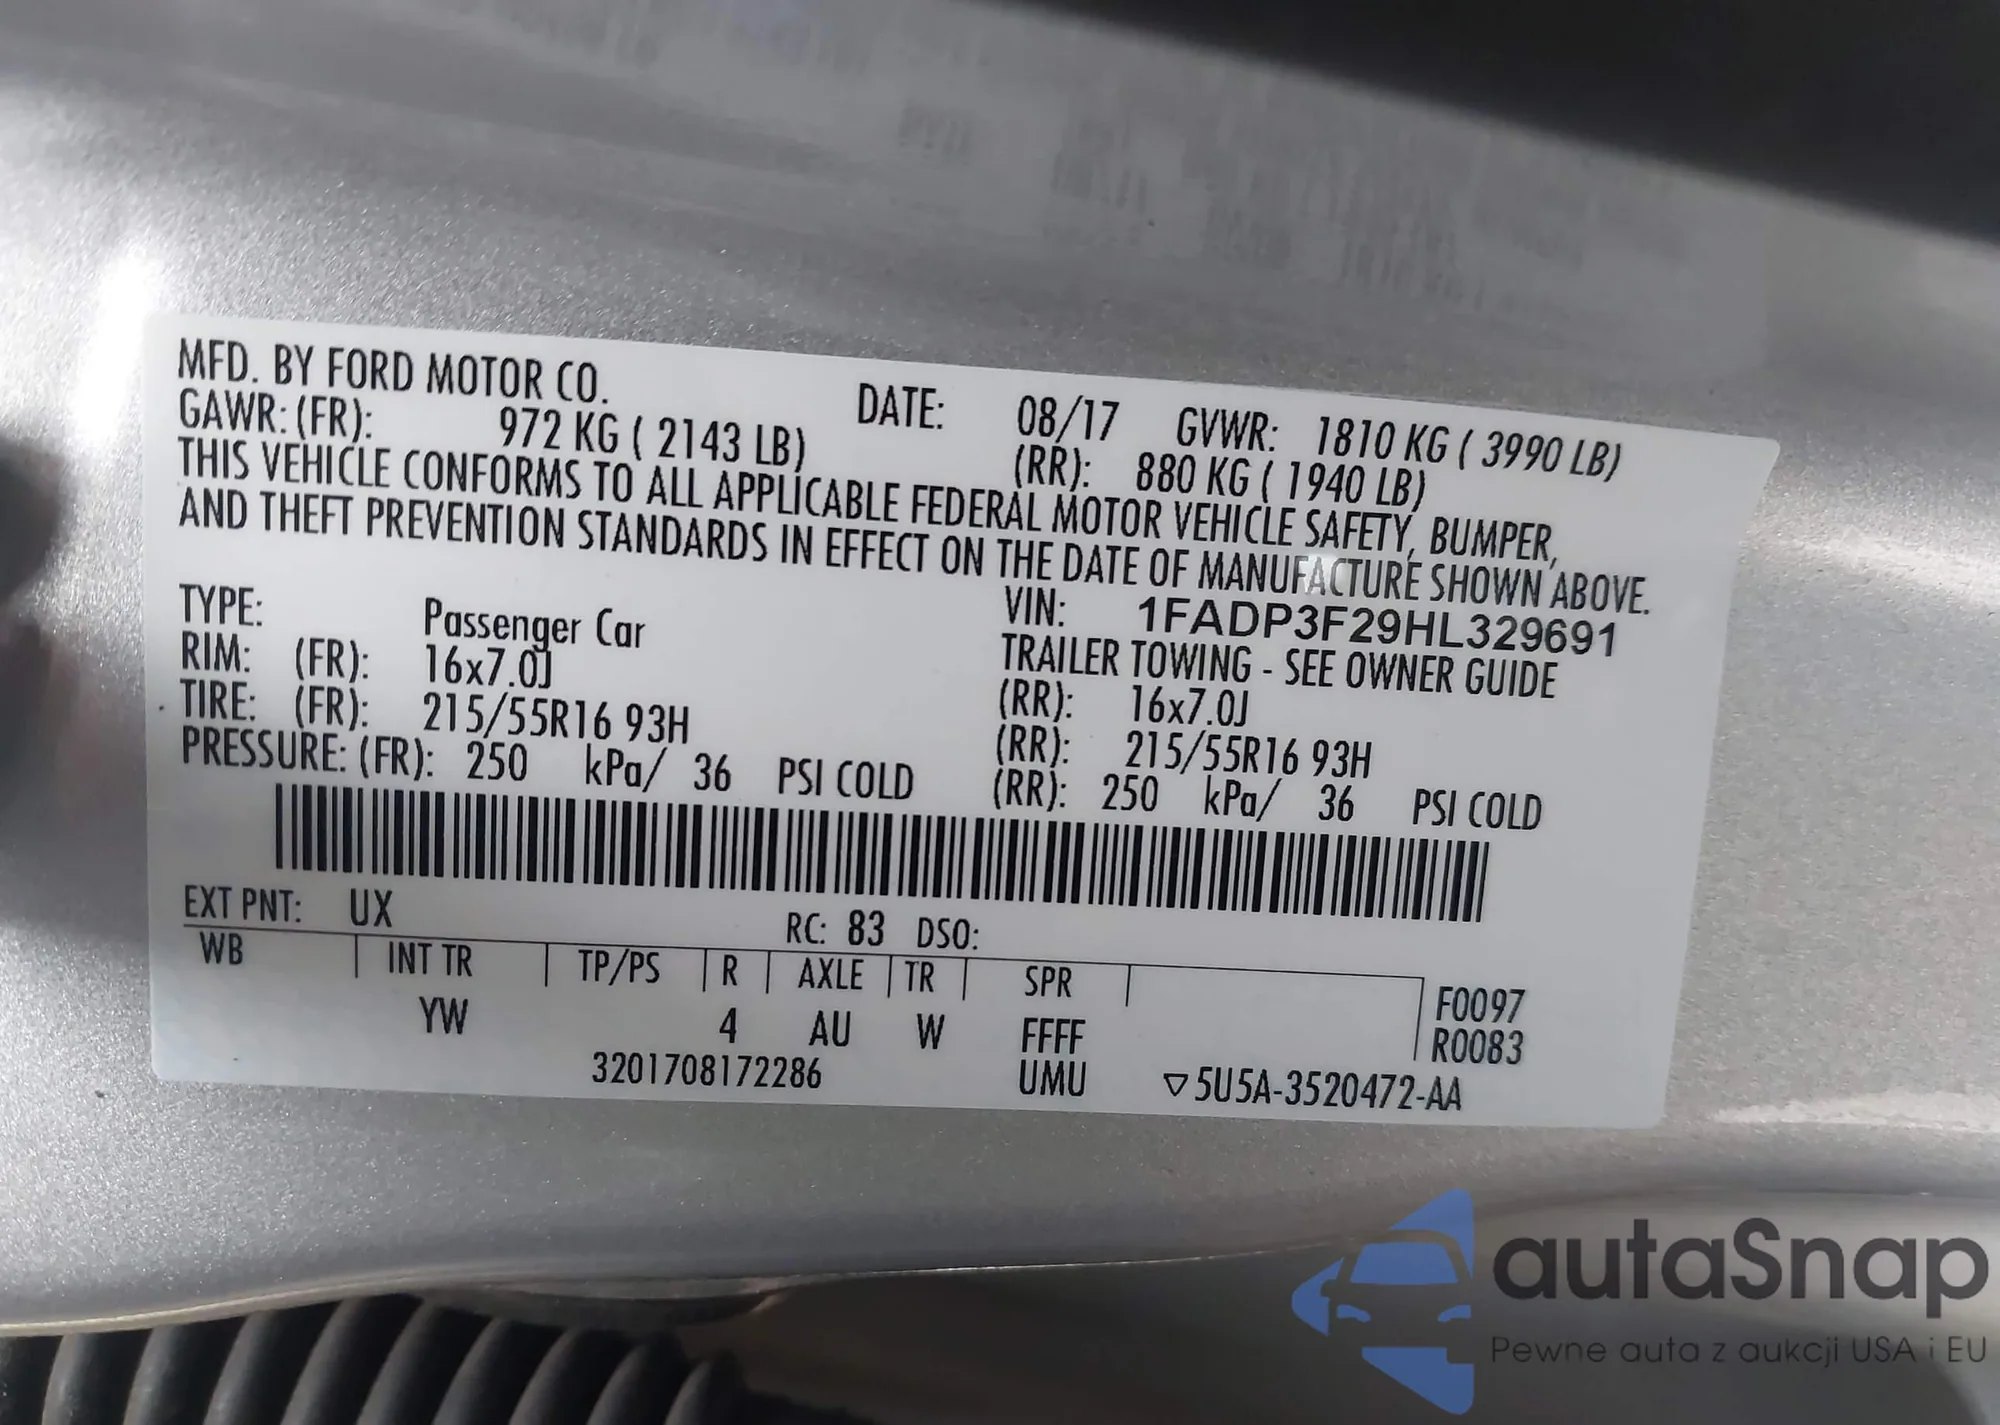 MFD. BY FORD MOTOR CO. DATE: 08/17 GVWR: 1810 KG ( 3990 LB)
GAWR: (FR): 972 KG ( 2143 LB) (RR): 880 KG ( 1940 LB)
THIS VEHICLE CONFORMS TO ALL APPLICABLE FEDERAL MOTOR VEHICLE SAFETY, BUMPER,
AND THEFT PREVENTION STANDARDS IN EFFECT ON THE DATE OF MANUFACTURE SHOWN ABOVE.
VIN: 1FADP3F29HL329691
TYPE: Passenger Car TRAILER TOWING - SEE OWNER GUIDE
RIM: (FR): 16x7.0J (RR): 16x7.0J
TIRE: (FR): 215/55R16 93H (RR): 215/55R16 93H
PRESSURE: (FR): 250 kPa/ 36 PSI COLD (RR): 250 kPa/ 36 PSI COLD
EXT PNT: UX RC: 83 DSO:
WB INT TR TP/PS R AXLE TR SPR F0097
YW 4 AU W FFFF R0083
3201708172286 UMU ▽5U5A-3520472-AA
autaSnap
Pewne auta z aukcji USA i EU